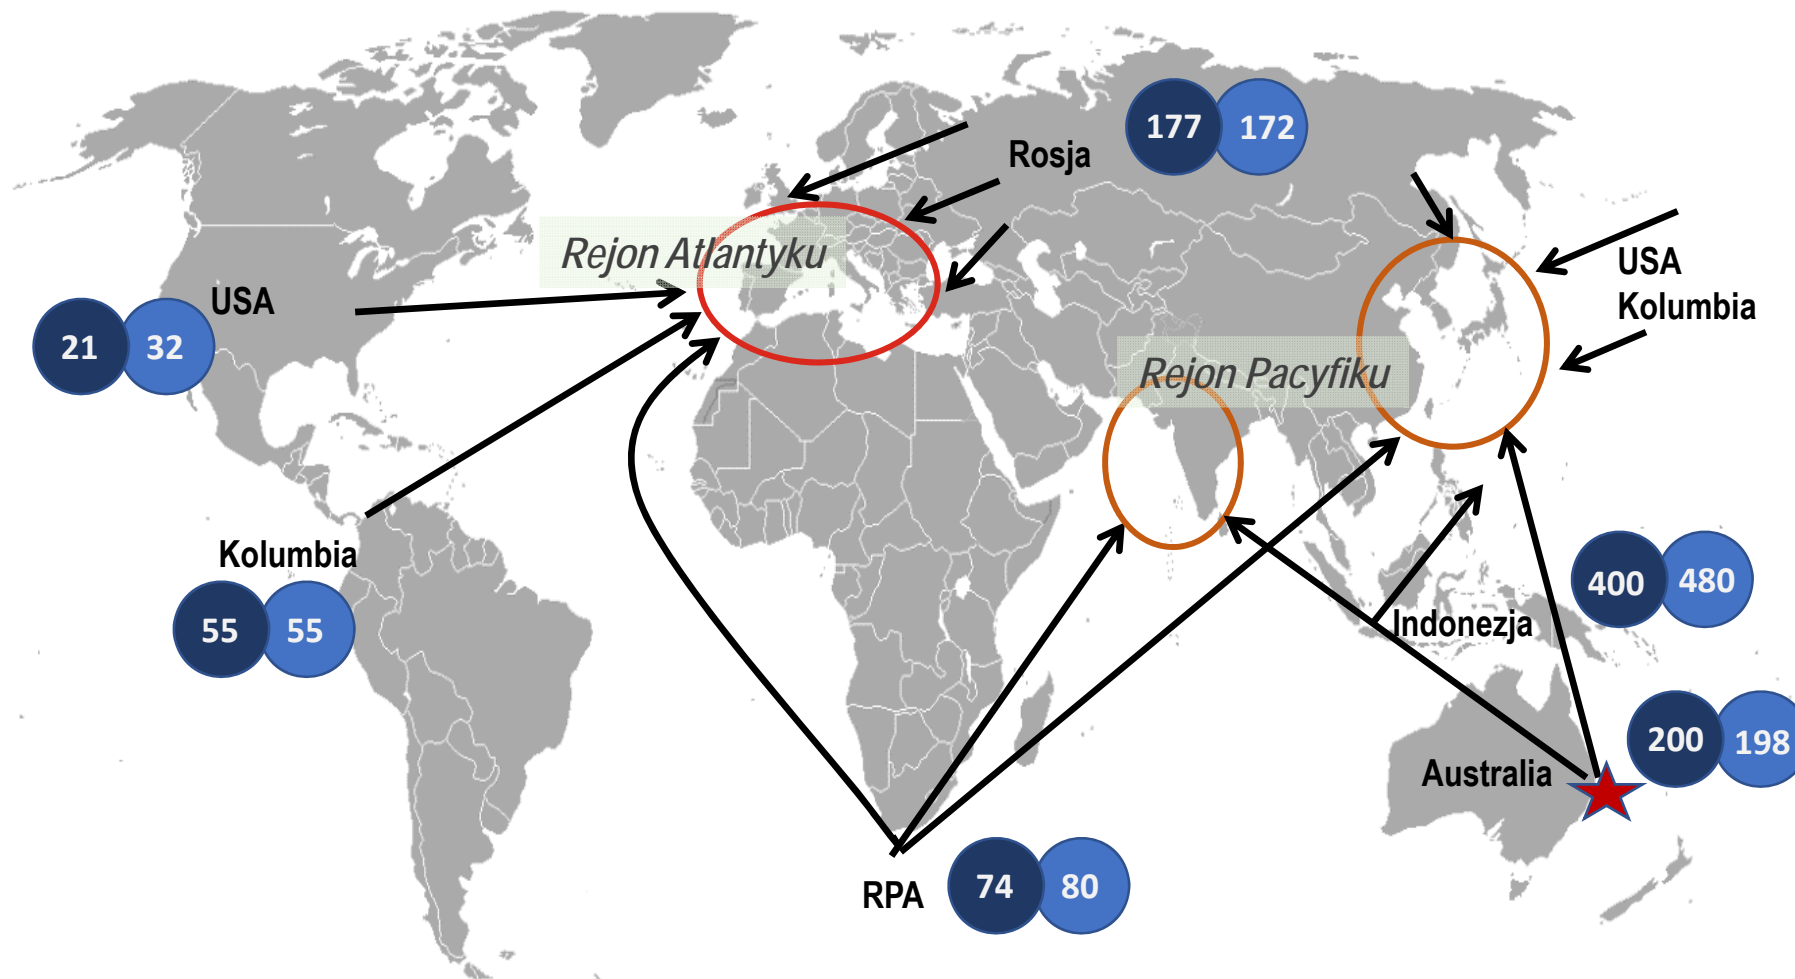 177 172
Rosja
Rejon Atlantyku
USA
21 32
USA
Kolumbia
Rejon Pacyfiku
Kolumbia
55 55
400 480
Indonezja
200 198
Australia
RPA
74 80